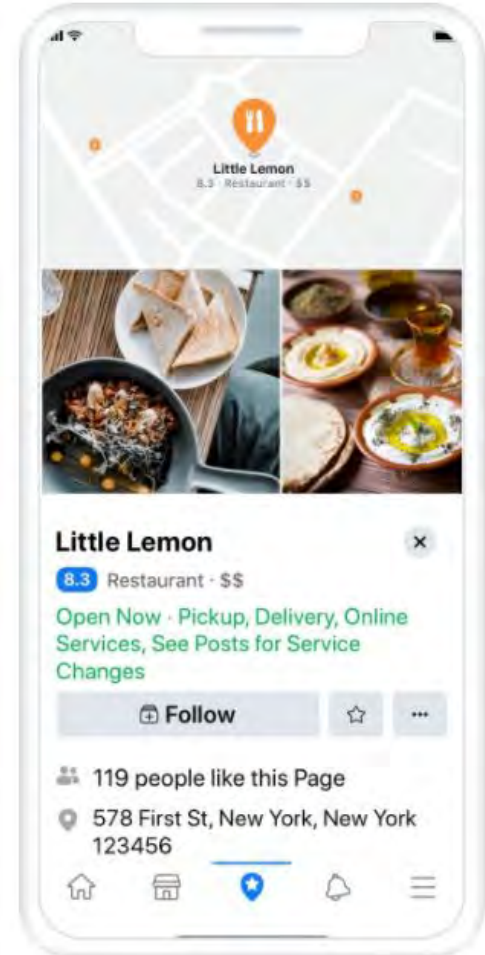 Little Lemon
8.3 · Restaurant · $$
Little Lemon
8.3 Restaurant · $$
Open Now · Pickup, Delivery, Online
Services, See Posts for Service
Changes
Follow
119 people like this Page
578 First St, New York, New York
123456